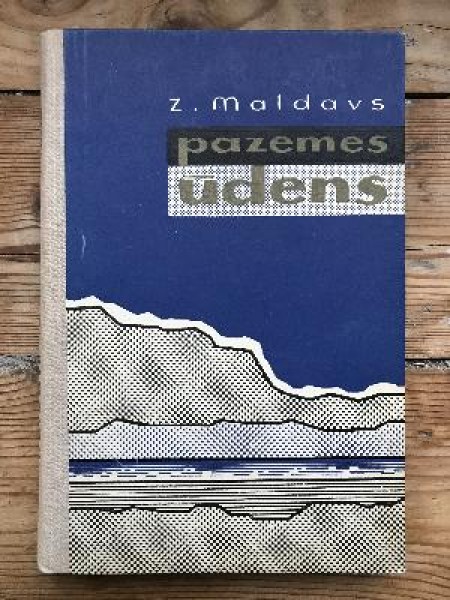 Z. Maldavs
pazemes
ūdens